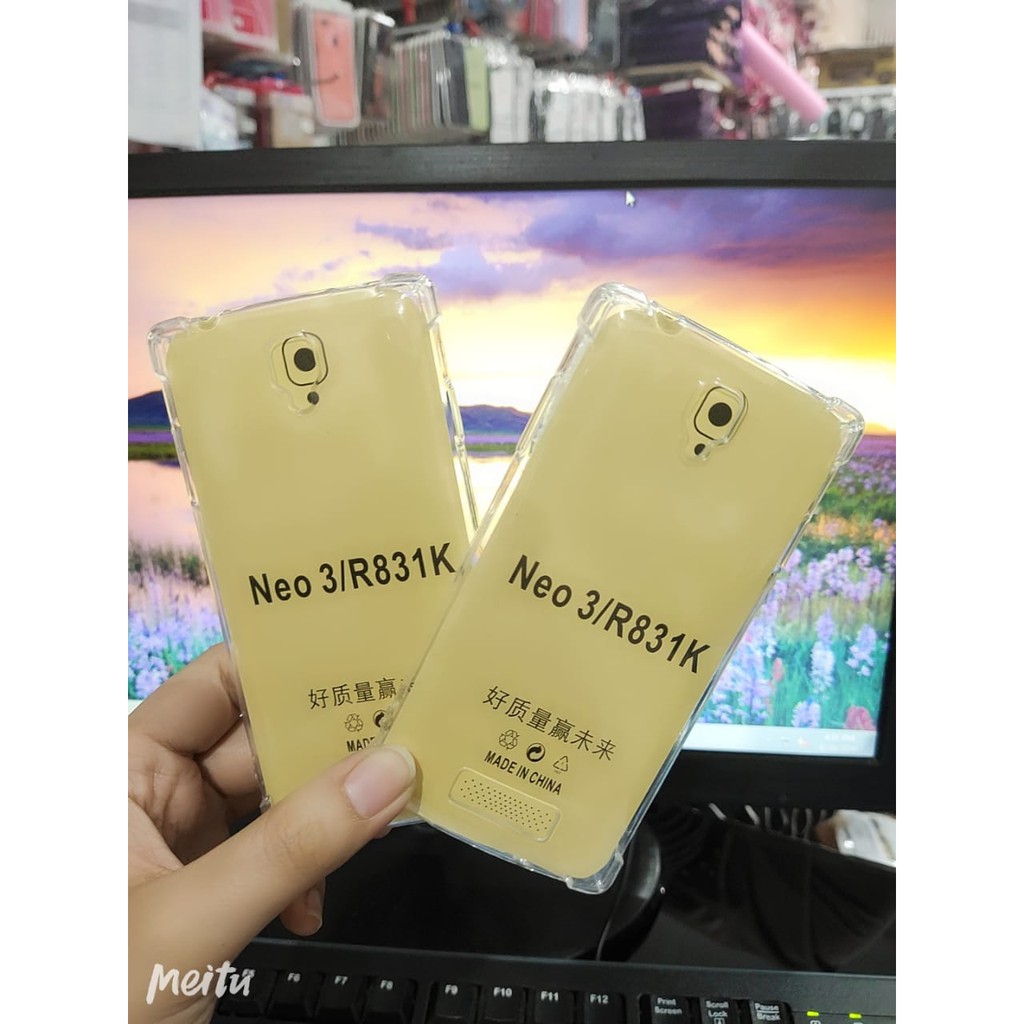 Neo 3/R831K
好质量赢
MAD
Neo 3/R831K
好质量赢未来
MADE IN CHINA
meitu
F6
F7
F8
F9
F10
F11
F12
Print
Screen
Scroll
Lock
Pause
Break